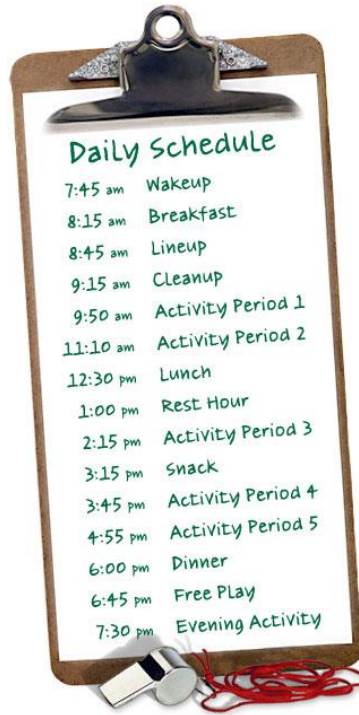 Daily Schedule
7:45 am Wakeup
8:15 am Breakfast
8:45 am Lineup
9:15 am Cleanup
9:50 am Activity Period 1
11:10 am Activity Period 2
12:30 pm Lunch
1:00 pm Rest Hour
2:15 pm Activity Period 3
3:15 pm Snack
3:45 pm Activity Period 4
4:55 pm Activity Period 5
6:00 pm Dinner
6:45 pm Free Play
7:30 pm Evening Activity